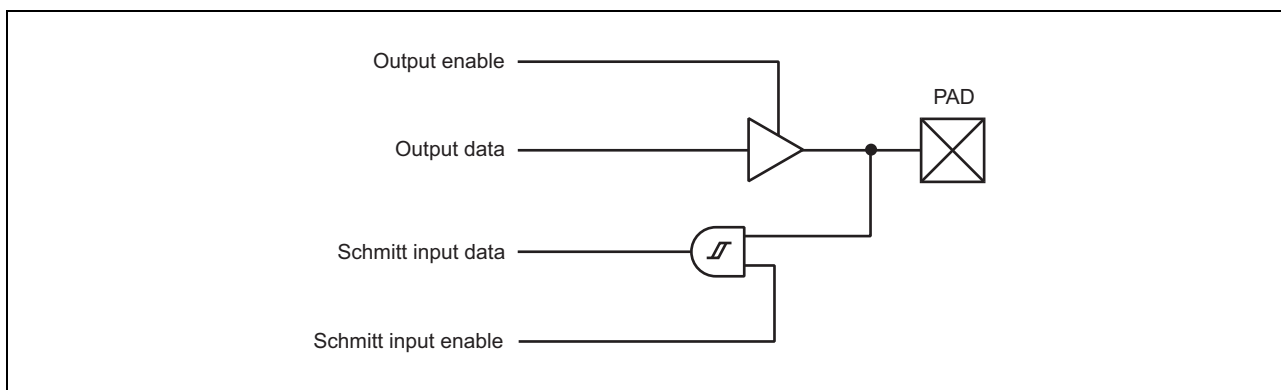 Output enable
PAD
Output data
Schmitt input data
Schmitt input enable